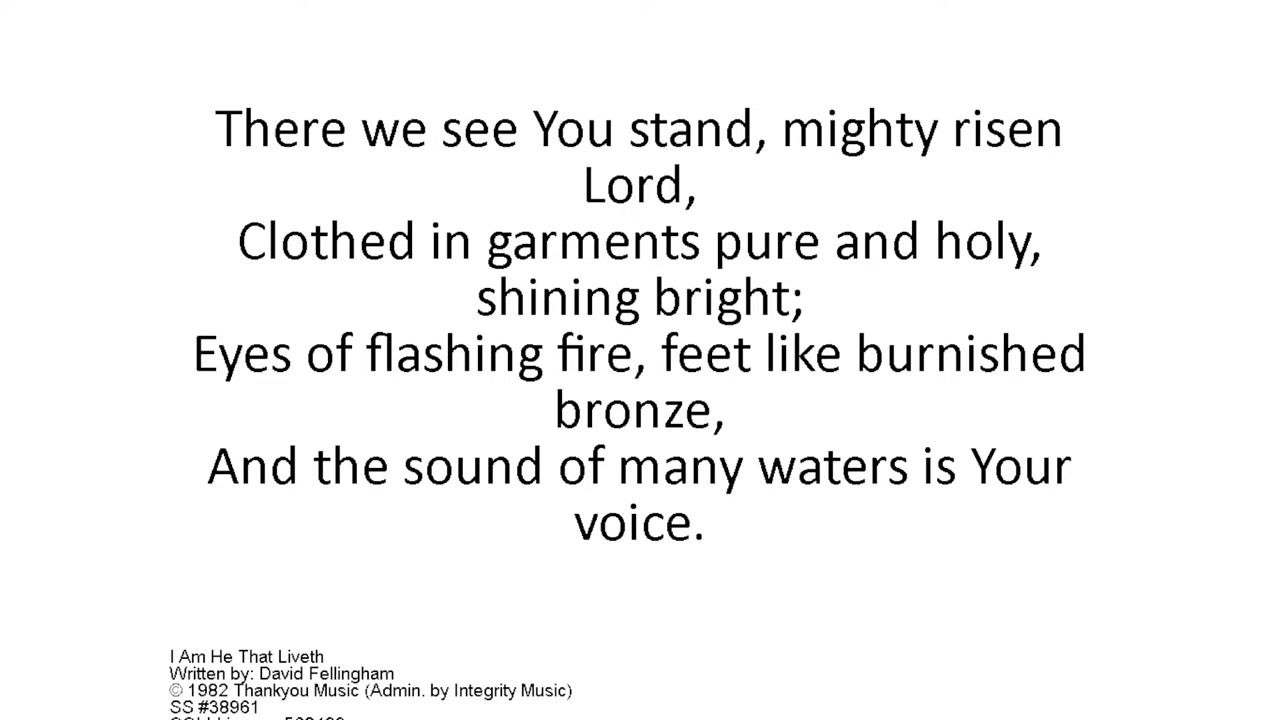 There we see You stand, mighty risen
Lord,
Clothed in garments pure and holy,
shining bright;
Eyes of flashing fire, feet like burnished
bronze,
And the sound of many waters is Your
voice.
I Am He That Liveth
Written by: David Fellingham
© 1982 Thankyou Music (Admin. by Integrity Music)
SS #38961